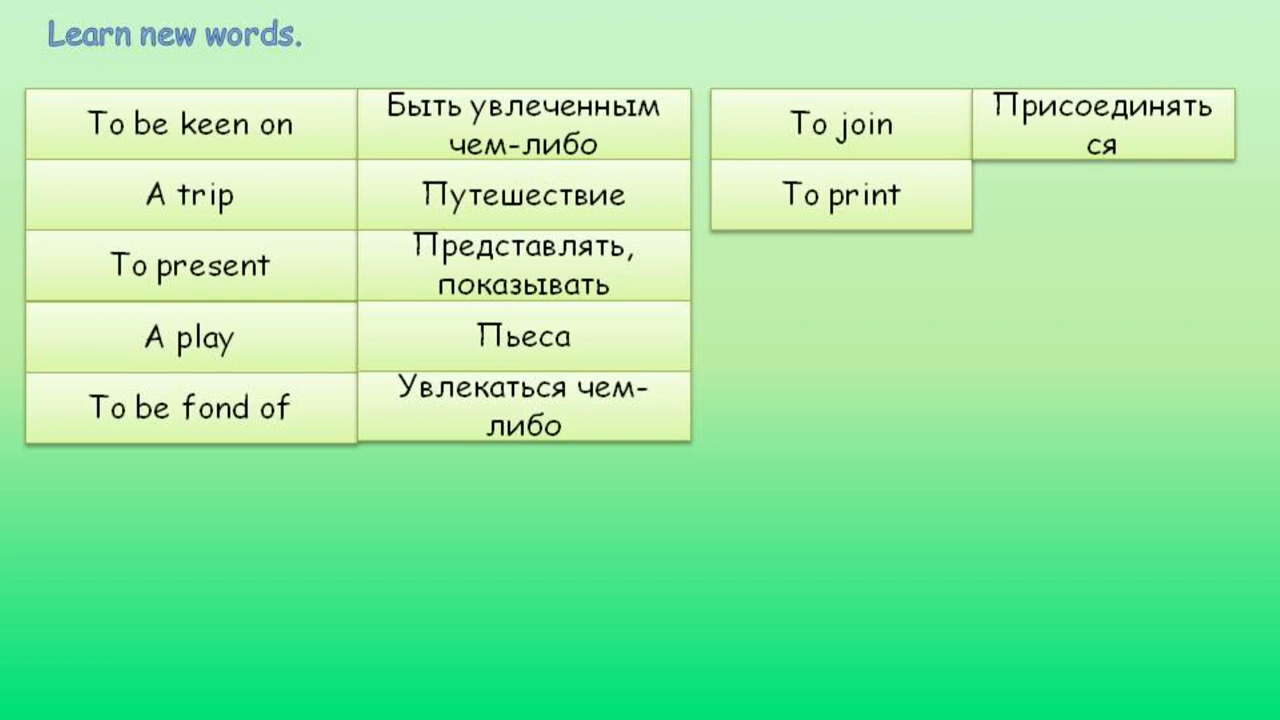 Learn new words.
To be keen on
Быть увлеченным
чем-либо
A trip
Путешествие
To present
Представлять,
показывать
A play
Пьеса
To be fond of
Увлекаться чем-
либо
To join
Присоединять
ся
To print